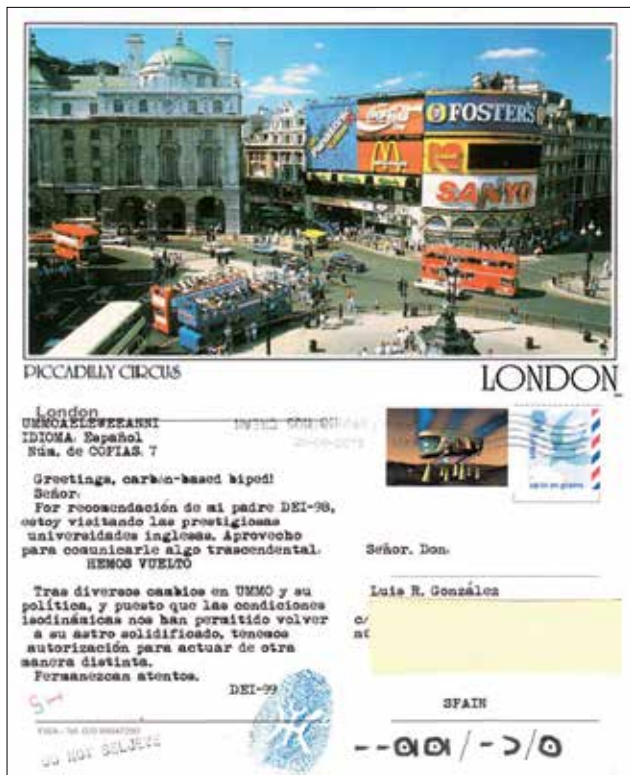 Coca-Cola
FOSTER'S
SANYO
PICCADILLY CIRCUS
LONDON
London
UMMOAELEWEEANNI
IDIOMA: Español
Núm. de COPIAS: 7
Greetings, carbon-based biped!
Señor:
Por recomendación de mi padre DEI-98,
estoy visitando las prestigiosas
universidades inglesas. Aprovecho
para comunicarle algo trascendental:
HEMOS VUELTO
Tras diversos cambios en UMMO y su
política, y puesto que las condiciones
isodinámicas nos han permitido volver
a su astro solidificado, tenemos
autorización para actuar de otra
manera distinta.
Permanezcan atentos.
DEI-99
Señor. Don.
Luis R. González
c/
SPAIN
DO NOT